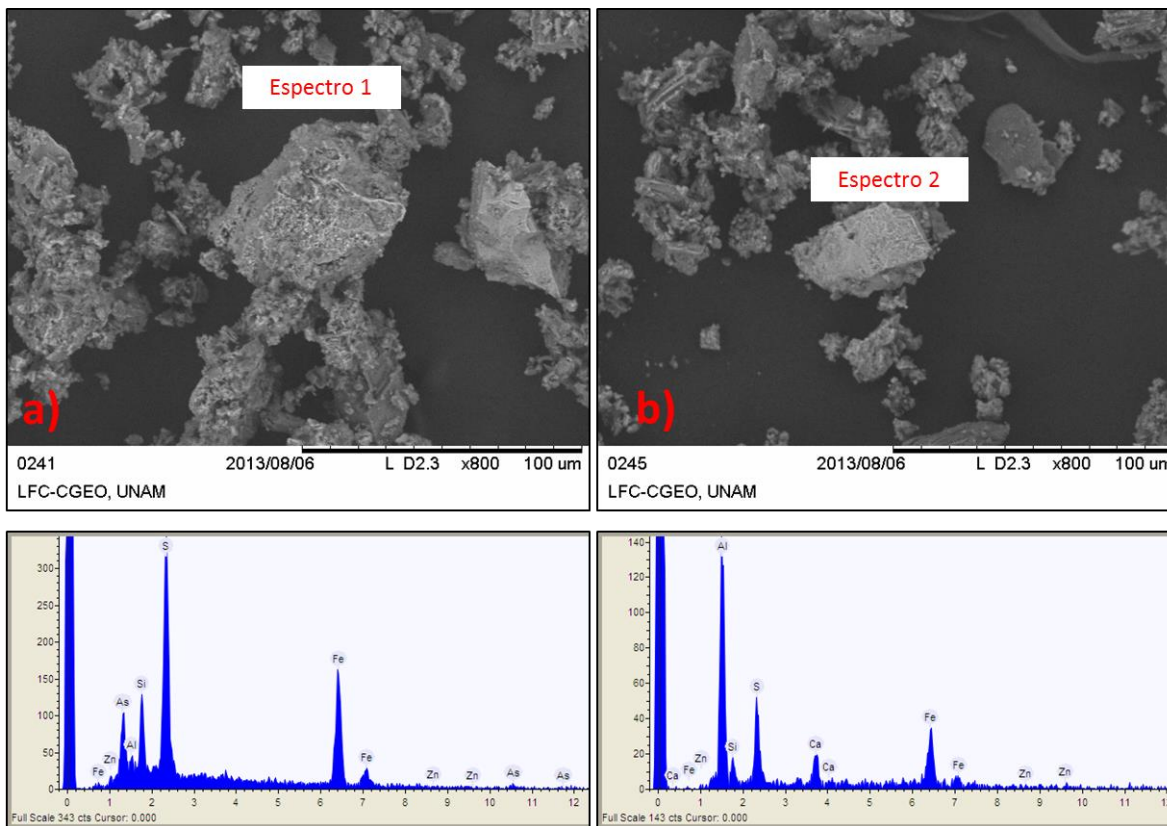 Espectro 1
a)
0241 2013/08/06 L D2.3 x800 100 um
LFC-CGEO, UNAM
Espectro 2
b)
0245 2013/08/06 L D2.3 x800 100 um
LFC-CGEO, UNAM
S
300
250
Fe
200
Si
150
As
100
Al
50
Fe Zn Fe Zn Zn As As
0
0 1 2 3 4 5 6 7 8 9 10 11 12
Full Scale 343 cts Cursor: 0.000
140
Al
120
100
80
60
S
40
Fe
20
Ca Fe Zn Si Ca Ca Fe Zn Zn
0
0 1 2 3 4 5 6 7 8 9 10 11
Full Scale 143 cts Cursor: 0.000